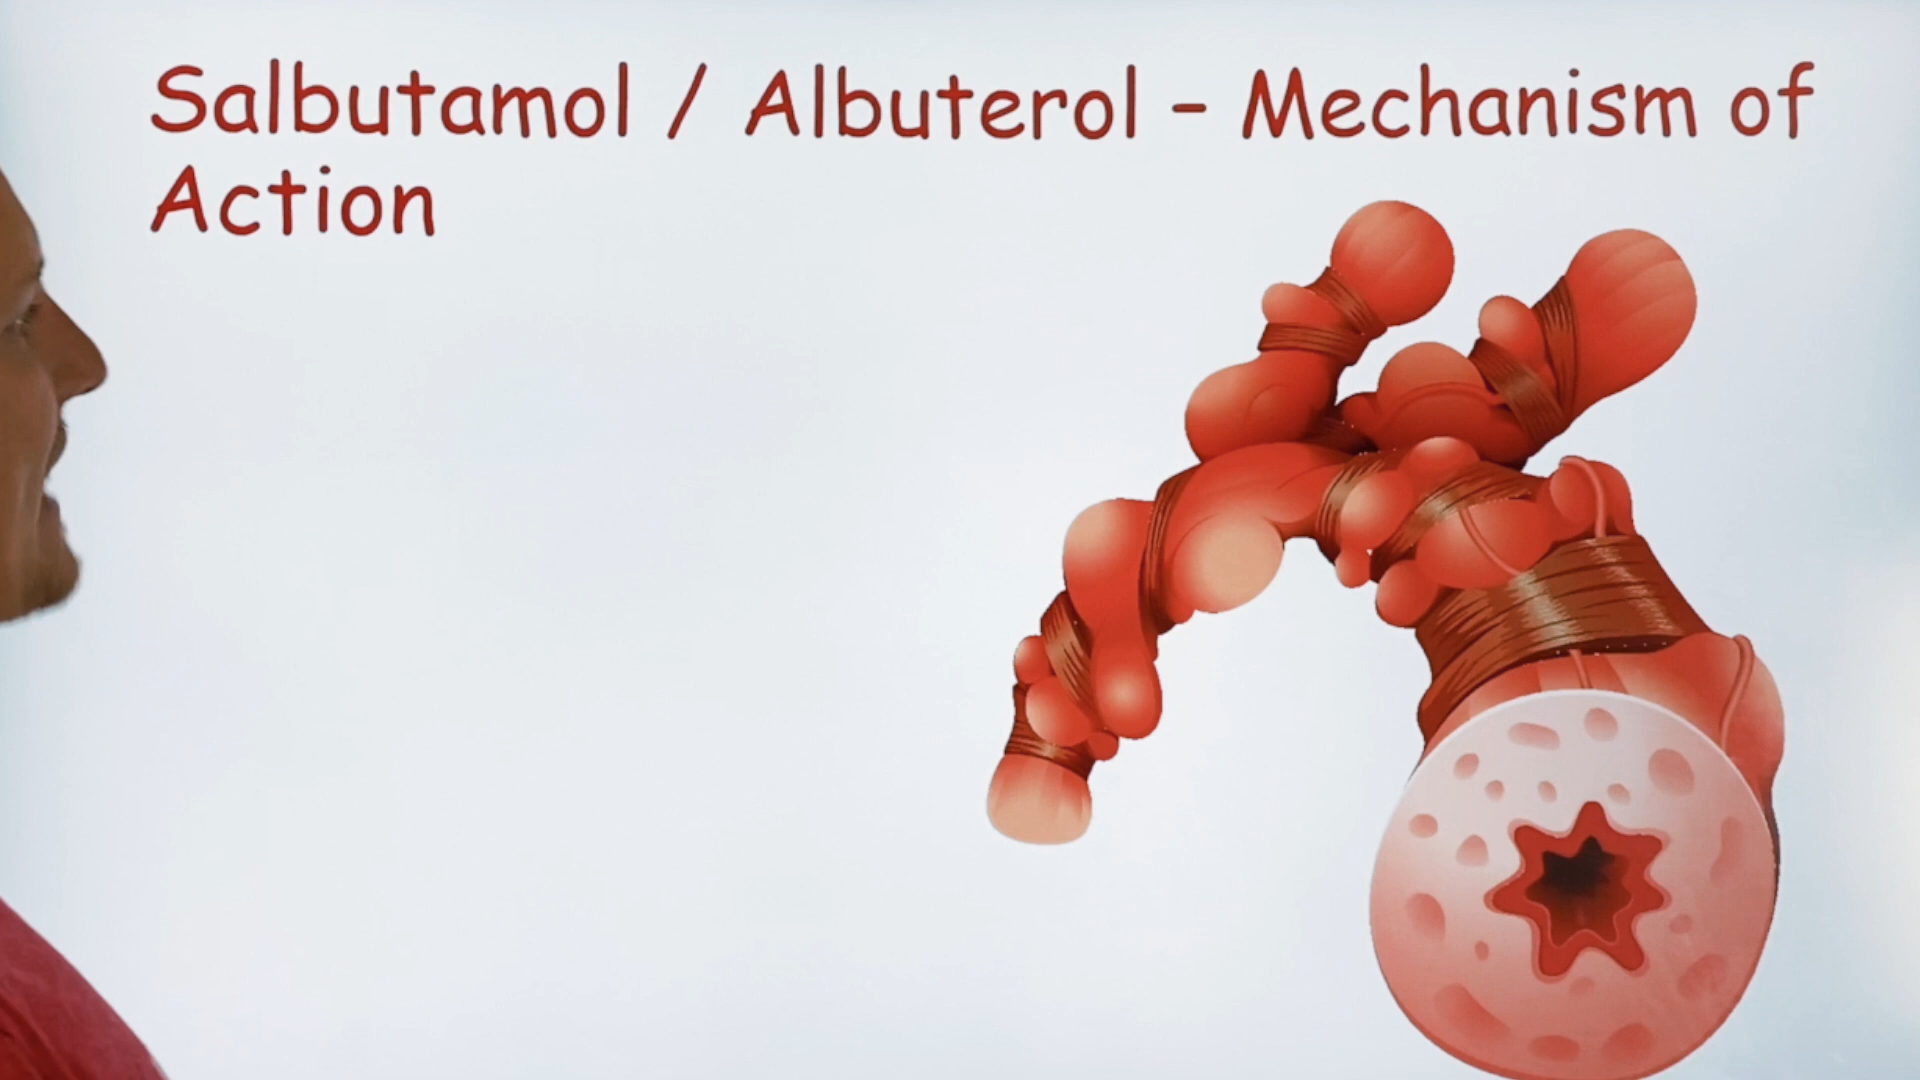 Salbutamol / Albuterol – Mechanism of
Action